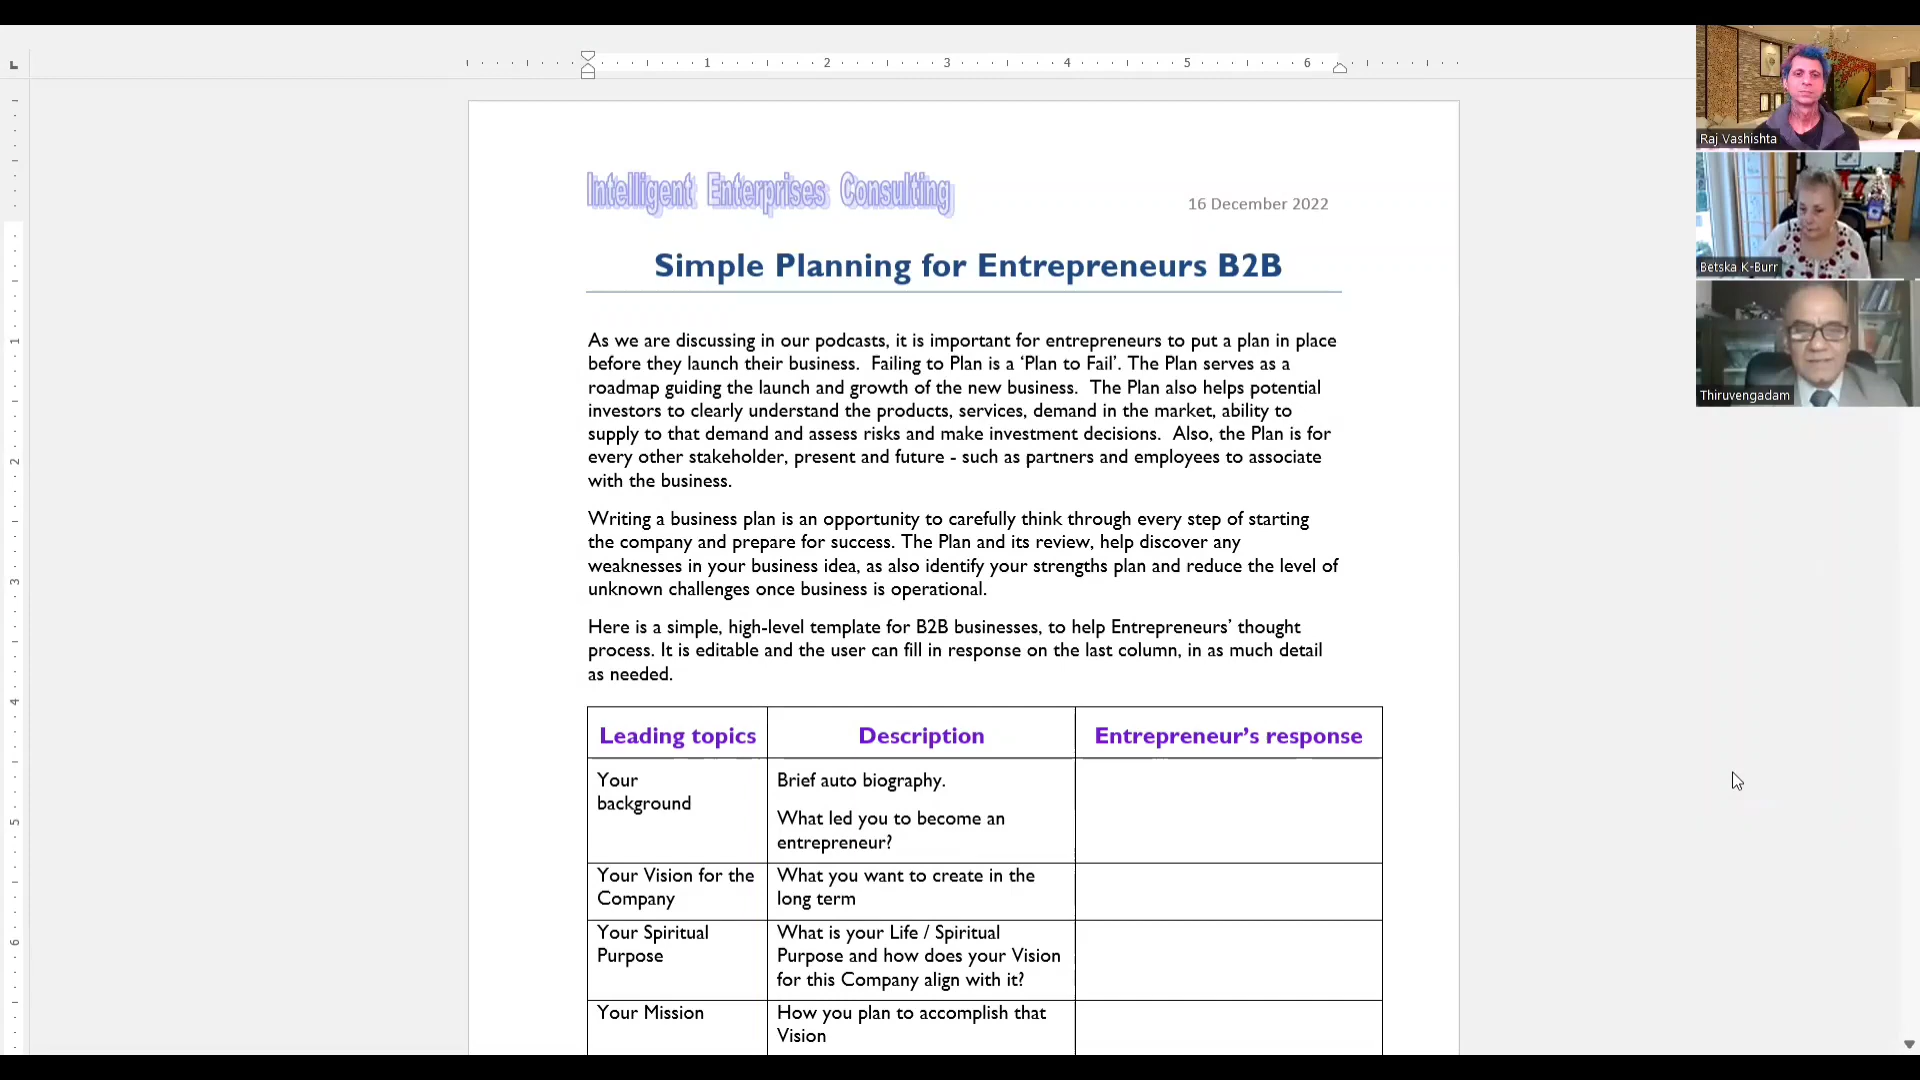 1 2 3 4 5 6
Intelligent Enterprises Consulting
16 December 2022
Simple Planning for Entrepreneurs B2B
As we are discussing in our podcasts, it is important for entrepreneurs to put a plan in place
before they launch their business.  Failing to Plan is a ‘Plan to Fail’. The Plan serves as a
roadmap guiding the launch and growth of the new business.  The Plan also helps potential
investors to clearly understand the products, services, demand in the market, ability to
supply to that demand and assess risks and make investment decisions.  Also, the Plan is for
every other stakeholder, present and future - such as partners and employees to associate
with the business.
Writing a business plan is an opportunity to carefully think through every step of starting
the company and prepare for success. The Plan and its review, help discover any
weaknesses in your business idea, as also identify your strengths plan and reduce the level of
unknown challenges once business is operational.
Here is a simple, high-level template for B2B businesses, to help Entrepreneurs’ thought
process. It is editable and the user can fill in response on the last column, in as much detail
as needed.
Leading topics
Description
Entrepreneur’s response
Your
background
Brief auto biography.
What led you to become an
entrepreneur?
Your Vision for the
Company
What you want to create in the
long term
Your Spiritual
Purpose
What is your Life / Spiritual
Purpose and how does your Vision
for this Company align with it?
Your Mission
How you plan to accomplish that
Vision
1
2
3
4
5
6
Raj Vashishta
Betska K-Burr
Thiruvengadam